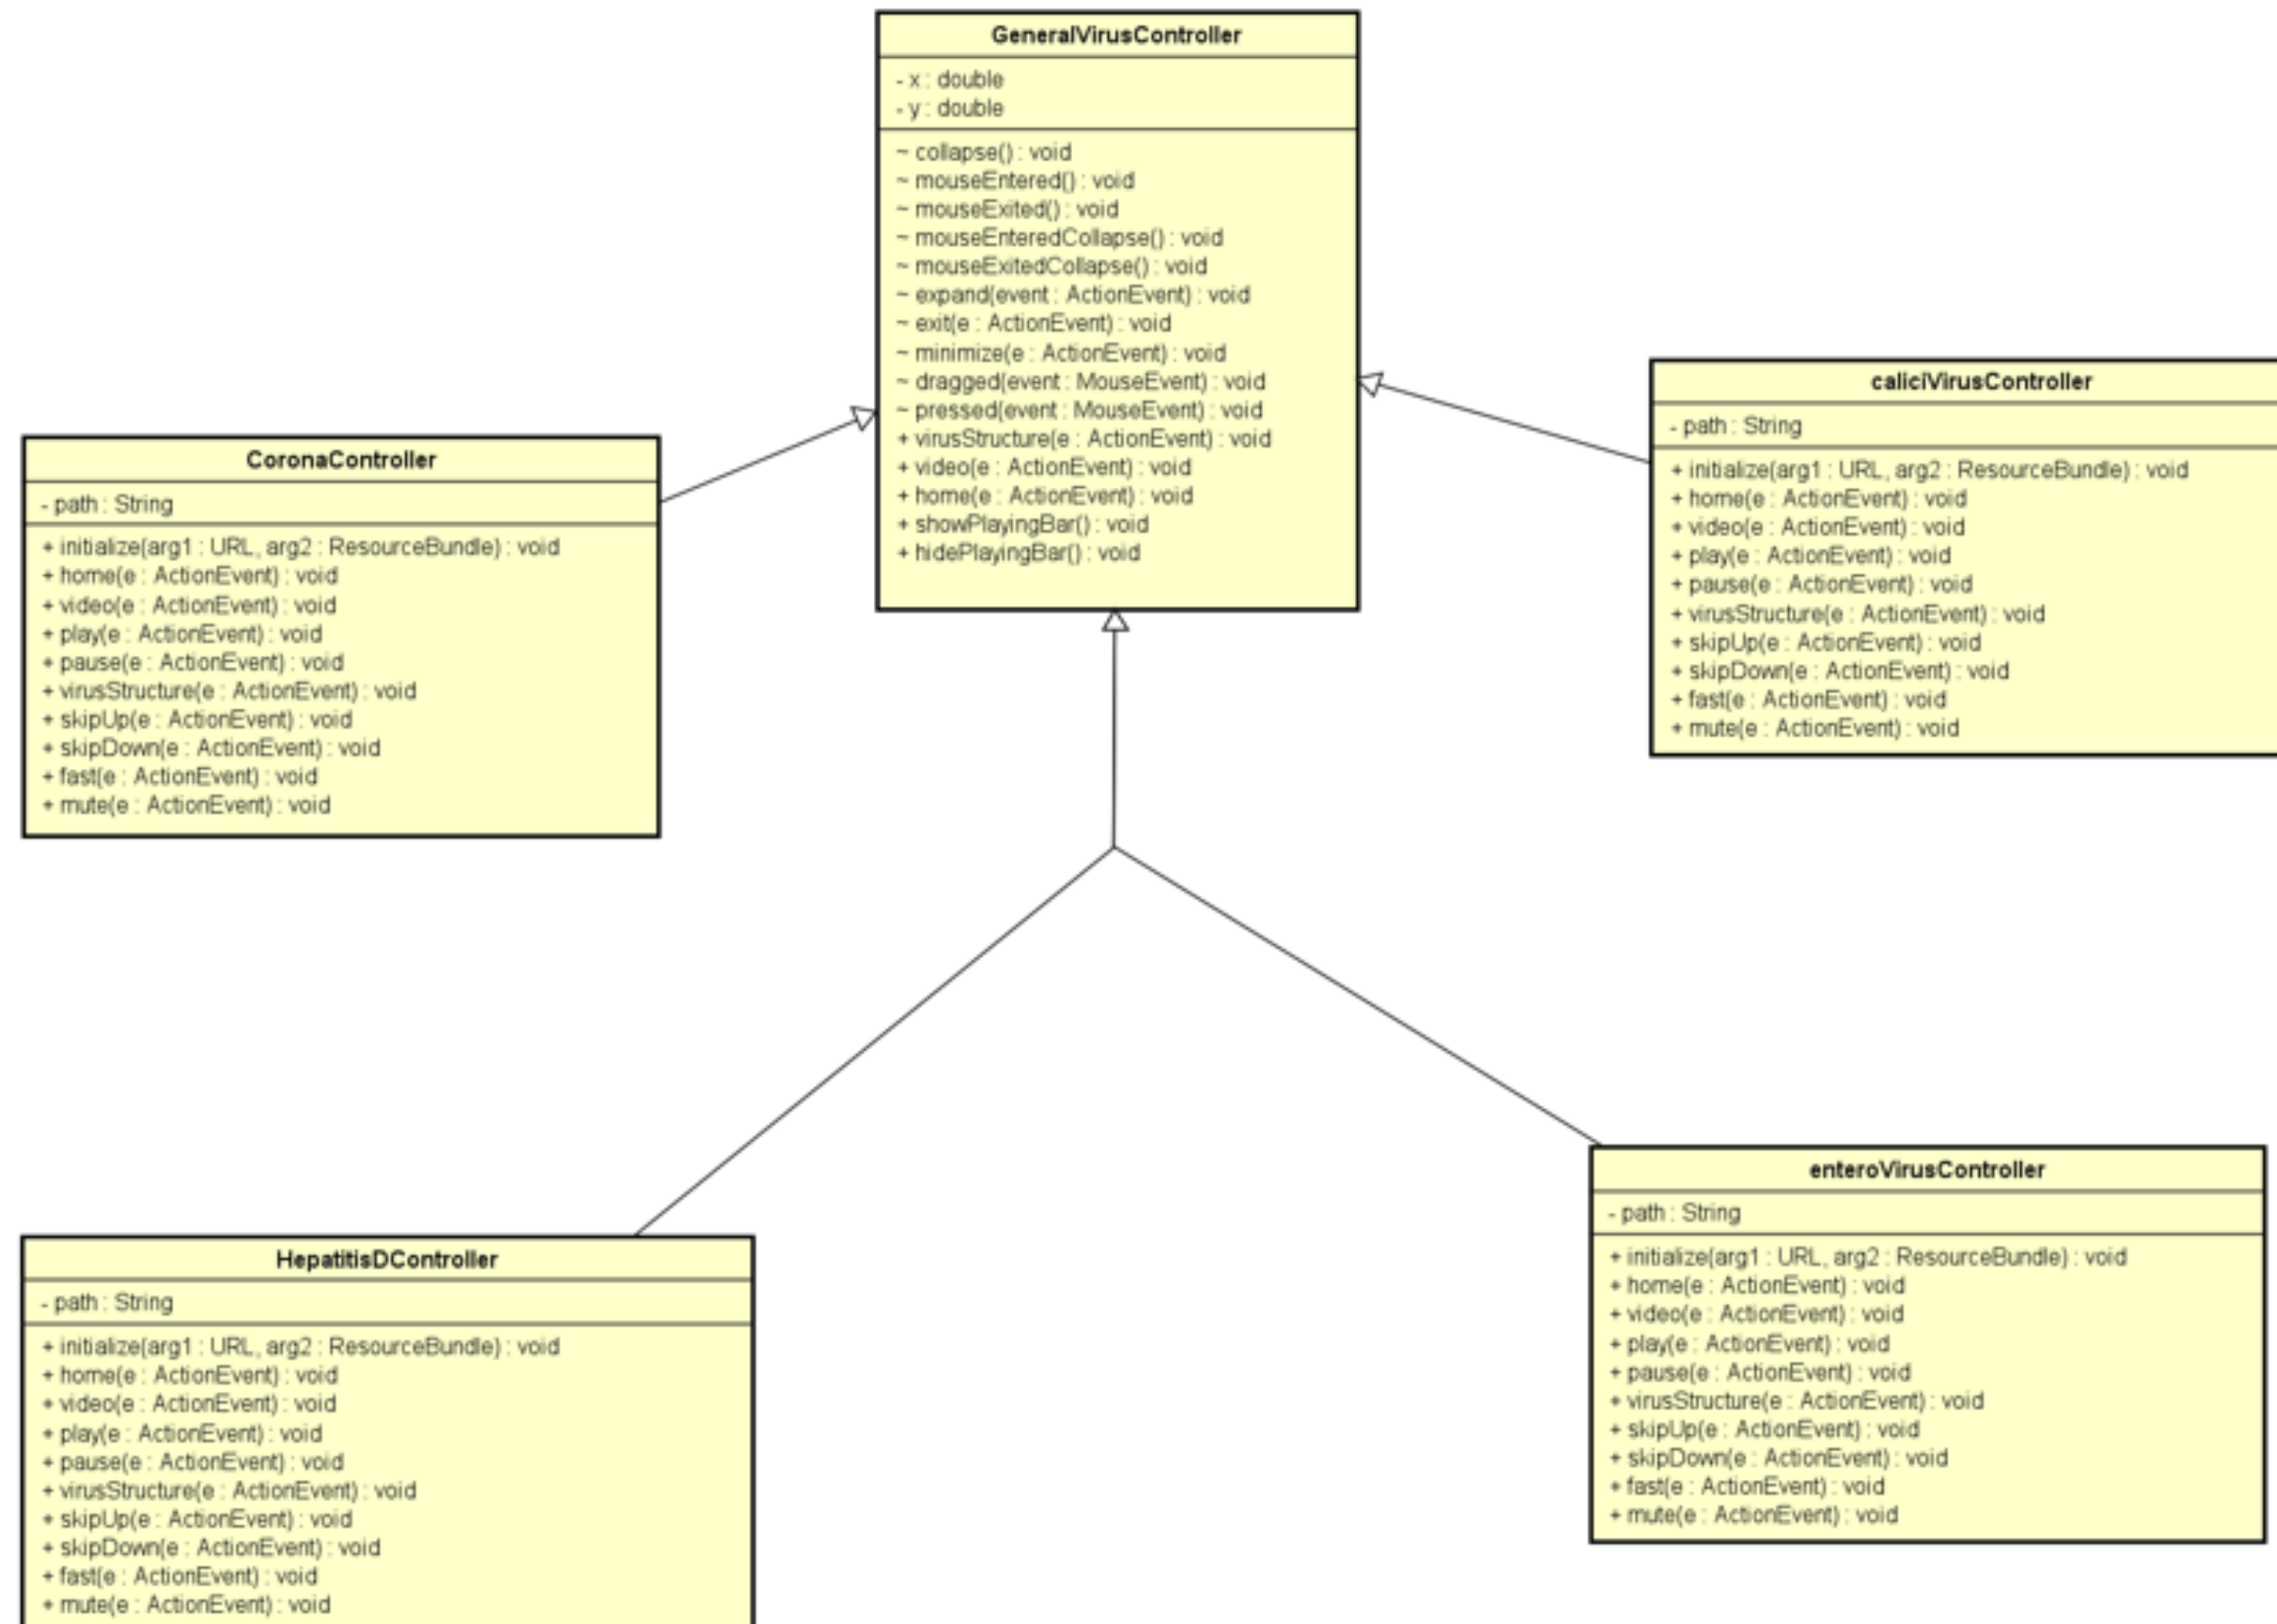 GeneralVirusController
- x : double
- y : double
~ collapse() : void
~ mouseEntered() : void
~ mouseExited() : void
~ mouseEnteredCollapse() : void
~ mouseExitedCollapse() : void
~ expand(event : ActionEvent) : void
~ exit(e : ActionEvent) : void
~ minimize(e : ActionEvent) : void
~ dragged(event : MouseEvent) : void
~ pressed(event : MouseEvent) : void
+ virusStructure(e : ActionEvent) : void
+ video(e : ActionEvent) : void
+ home(e : ActionEvent) : void
+ showPlayingBar() : void
+ hidePlayingBar() : void
CoronaController
- path : String
+ initialize(arg1 : URL, arg2 : ResourceBundle) : void
+ home(e : ActionEvent) : void
+ video(e : ActionEvent) : void
+ play(e : ActionEvent) : void
+ pause(e : ActionEvent) : void
+ virusStructure(e : ActionEvent) : void
+ skipUp(e : ActionEvent) : void
+ skipDown(e : ActionEvent) : void
+ fast(e : ActionEvent) : void
+ mute(e : ActionEvent) : void
caliciVirusController
- path : String
+ initialize(arg1 : URL, arg2 : ResourceBundle) : void
+ home(e : ActionEvent) : void
+ video(e : ActionEvent) : void
+ play(e : ActionEvent) : void
+ pause(e : ActionEvent) : void
+ virusStructure(e : ActionEvent) : void
+ skipUp(e : ActionEvent) : void
+ skipDown(e : ActionEvent) : void
+ fast(e : ActionEvent) : void
+ mute(e : ActionEvent) : void
HepatitisDController
- path : String
+ initialize(arg1 : URL, arg2 : ResourceBundle) : void
+ home(e : ActionEvent) : void
+ video(e : ActionEvent) : void
+ play(e : ActionEvent) : void
+ pause(e : ActionEvent) : void
+ virusStructure(e : ActionEvent) : void
+ skipUp(e : ActionEvent) : void
+ skipDown(e : ActionEvent) : void
+ fast(e : ActionEvent) : void
+ mute(e : ActionEvent) : void
enteroVirusController
- path : String
+ initialize(arg1 : URL, arg2 : ResourceBundle) : void
+ home(e : ActionEvent) : void
+ video(e : ActionEvent) : void
+ play(e : ActionEvent) : void
+ pause(e : ActionEvent) : void
+ virusStructure(e : ActionEvent) : void
+ skipUp(e : ActionEvent) : void
+ skipDown(e : ActionEvent) : void
+ fast(e : ActionEvent) : void
+ mute(e : ActionEvent) : void